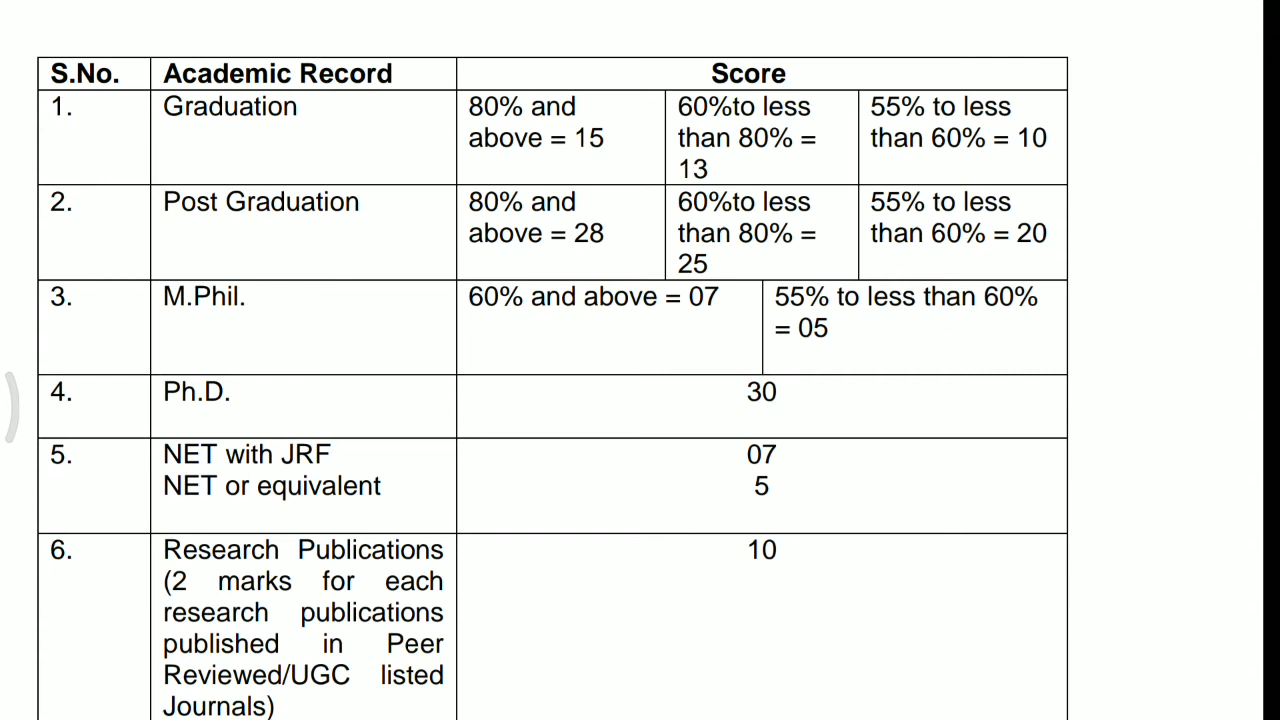 S.No. Academic Record Score
1. Graduation 80% and above = 15 60%to less than 80% = 13 55% to less than 60% = 10
2. Post Graduation 80% and above = 28 60%to less than 80% = 25 55% to less than 60% = 20
3. M.Phil. 60% and above = 07 55% to less than 60% = 05
4. Ph.D. 30
5. NET with JRF 07
NET or equivalent 5
6. Research Publications 10
(2 marks for each
research publications
published in Peer
Reviewed/UGC listed
Journals)